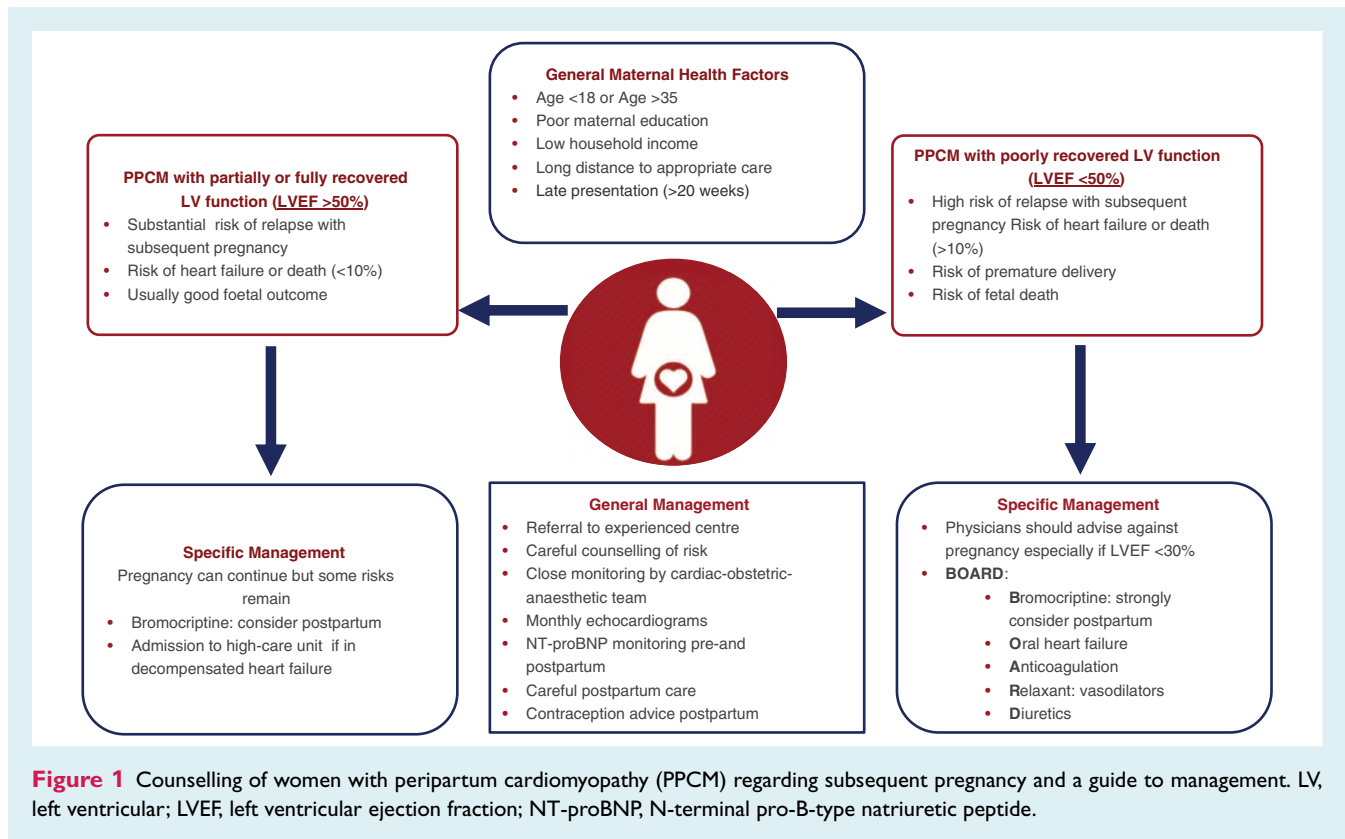 General Maternal Health Factors
• Age <18 or Age >35
• Poor maternal education
• Low household income
• Long distance to appropriate care
• Late presentation (>20 weeks)
PPCM with partially or fully recovered
LV function (LVEF >50%)
• Substantial risk of relapse with
subsequent pregnancy
• Risk of heart failure or death (<10%)
• Usually good foetal outcome
PPCM with poorly recovered LV function
(LVEF <50%)
• High risk of relapse with subsequent
pregnancy Risk of heart failure or death
(>10%)
• Risk of premature delivery
• Risk of fetal death
Specific Management
Pregnancy can continue but some risks
remain
• Bromocriptine: consider postpartum
• Admission to high-care unit if in
decompensated heart failure
General Management
• Referral to experienced centre
• Careful counselling of risk
• Close monitoring by cardiac-obstetric-
anaesthetic team
• Monthly echocardiograms
• NT-proBNP monitoring pre-and
postpartum
• Careful postpartum care
• Contraception advice postpartum
Specific Management
• Physicians should advise against
pregnancy especially if LVEF <30%
• BOARD:
• Bromocriptine: strongly
consider postpartum
• Oral heart failure
• Anticoagulation
• Relaxant: vasodilators
• Diuretics
Figure 1 Counselling of women with peripartum cardiomyopathy (PPCM) regarding subsequent pregnancy and a guide to management. LV,
left ventricular; LVEF, left ventricular ejection fraction; NT-proBNP, N-terminal pro-B-type natriuretic peptide.